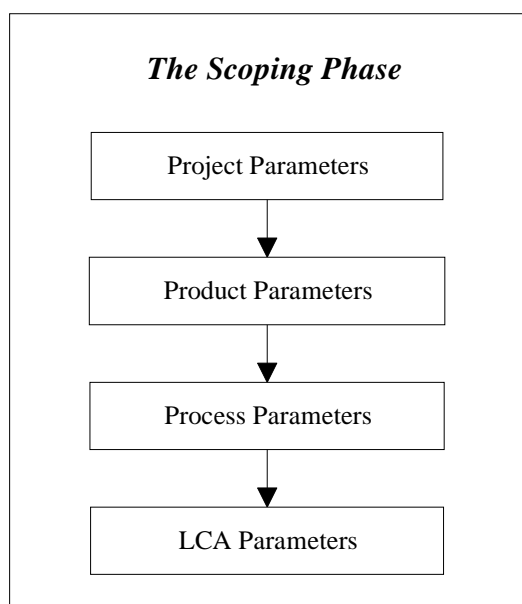 The Scoping Phase
Project Parameters
Product Parameters
Process Parameters
LCA Parameters